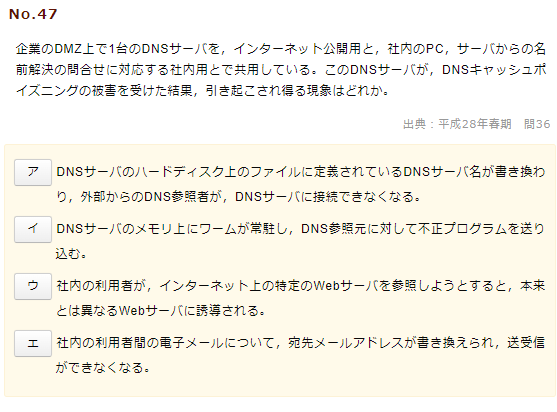 No.47
企業のDMZ上で1台のDNSサーバを，インターネット公開用と，社内のPC，サーバからの名
前解決の問合せに対応する社内用とで共用している。このDNSサーバが，DNSキャッシュポ
イズニングの被害を受けた結果，引き起こされ得る現象はどれか。
出典：平成28年春期　問36
ア　DNSサーバのハードディスク上のファイルに定義されているDNSサーバ名が書き換わ
り，外部からのDNS参照者が，DNSサーバに接続できなくなる。
イ　DNSサーバのメモリ上にワームが常駐し，DNS参照元に対して不正プログラムを送り
込む。
ウ　社内の利用者が，インターネット上の特定のWebサーバを参照しようとすると，本来
とは異なるWebサーバに誘導される。
エ　社内の利用者間の電子メールについて，宛先メールアドレスが書き換えられ，送受信
ができなくなる。